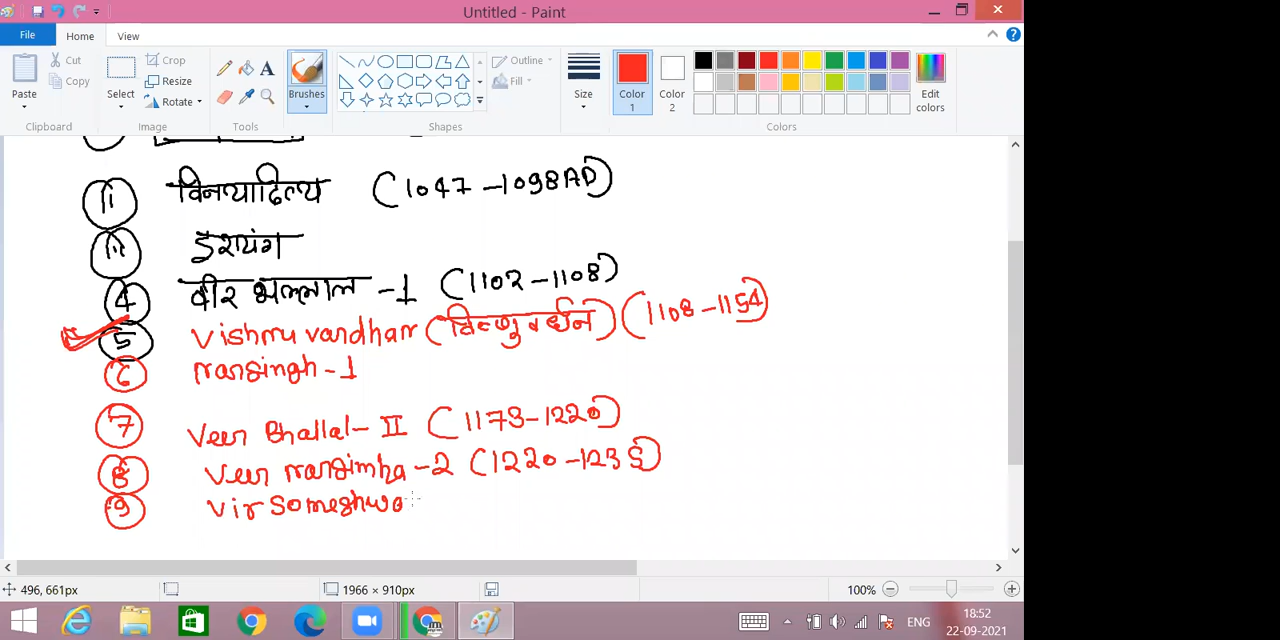 Untitled - Paint
File Home View
Paste Cut Copy Clipboard
Select Crop Resize Rotate Image
Tools
Brushes
Outline Fill Shapes
Size
Color 1 Color 2 Edit colors Colors
11 विनयादित्य (1047-1098AD)
111
4 वीर बल्लाल -1 (1102-1108)
5 Vishnu vardhan (विष्णुवर्धन) (1108-1154)
6 Narsingh-1
7 Veer Bhallal-II (1173-1220)
8 Veer narsimha-2 (1220-1235)
9 Vir Someshwa
496, 661px 1966 × 910px 100%
ENG 18:52
22-09-2021